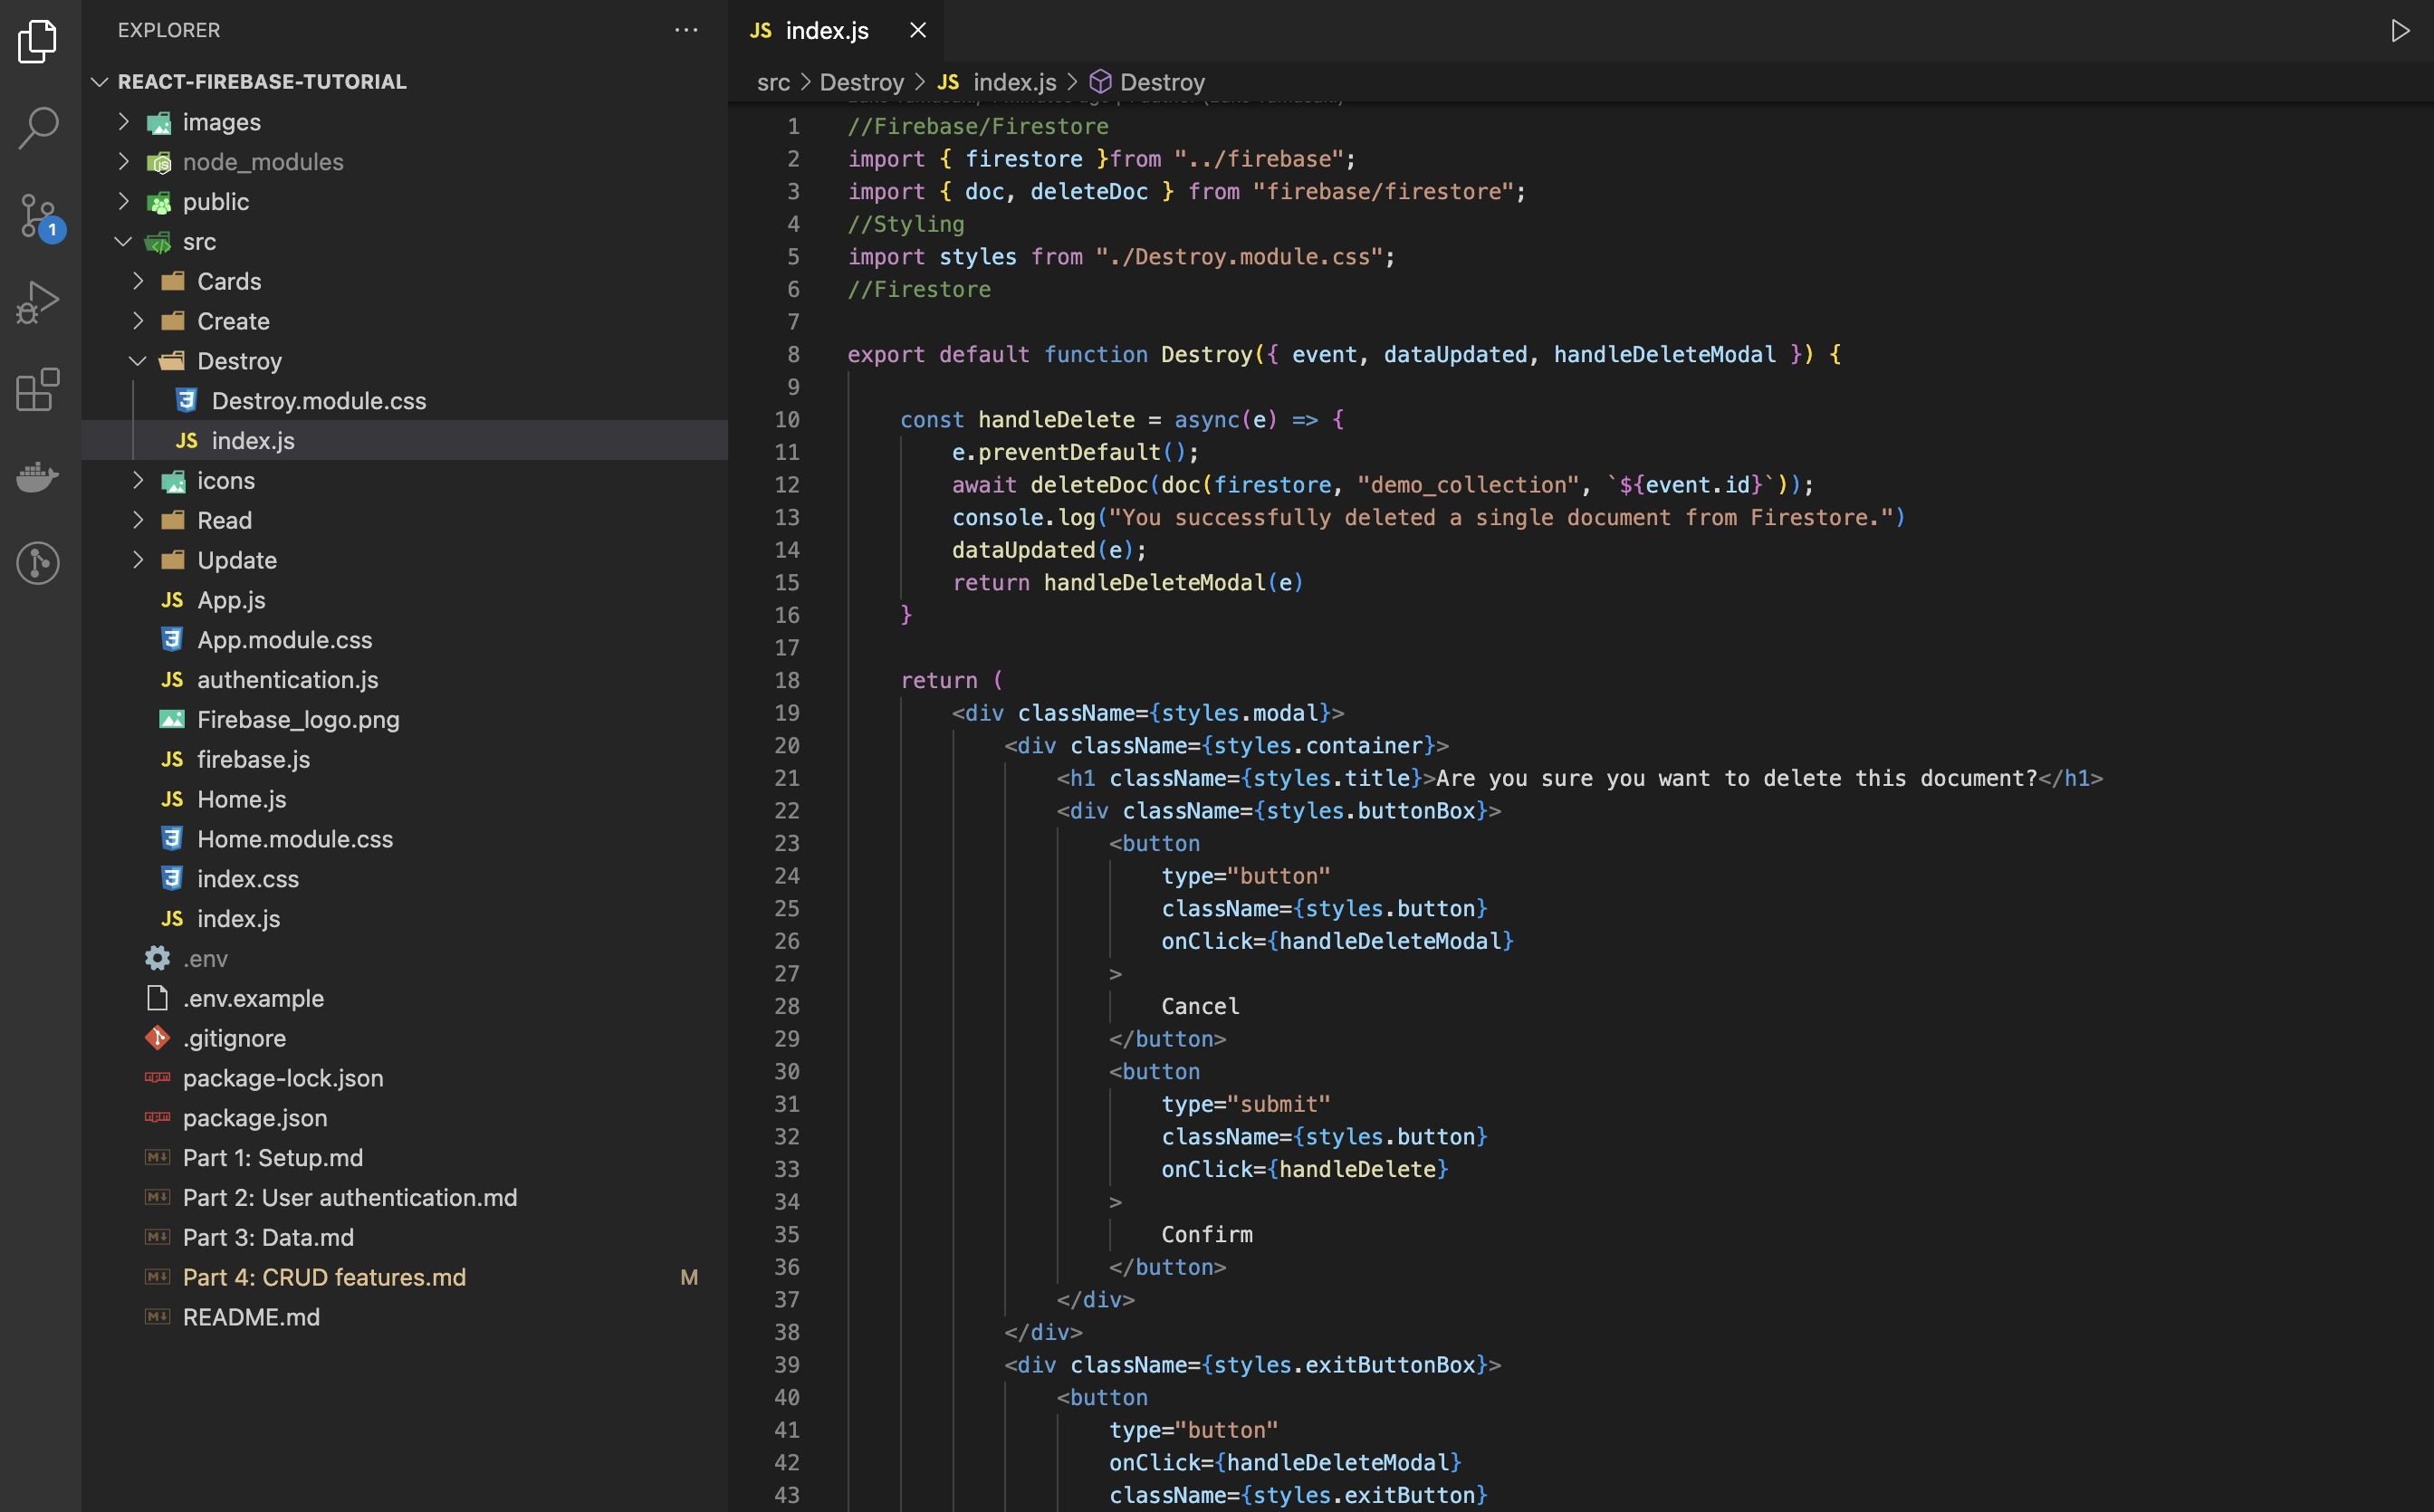 EXPLORER
REACT-FIREBASE-TUTORIAL
images
node_modules
public
src
Cards
Create
Destroy
Destroy.module.css
JS index.js
icons
Read
Update
JS App.js
App.module.css
JS authentication.js
Firebase_logo.png
JS firebase.js
JS Home.js
Home.module.css
index.css
JS index.js
.env
.env.example
.gitignore
package-lock.json
package.json
Part 1: Setup.md
Part 2: User authentication.md
Part 3: Data.md
Part 4: CRUD features.md M
README.md
1
JS index.js
src > Destroy > JS index.js > Destroy
1 //Firebase/Firestore
2 import { firestore }from "../firebase";
3 import { doc, deleteDoc } from "firebase/firestore";
4 //Styling
5 import styles from "./Destroy.module.css";
6 //Firestore
7
8 export default function Destroy({ event, dataUpdated, handleDeleteModal }) {
9
10 const handleDelete = async(e) => {
11 e.preventDefault();
12 await deleteDoc(doc(firestore, "demo_collection", `${event.id}`));
13 console.log("You successfully deleted a single document from Firestore.")
14 dataUpdated(e);
15 return handleDeleteModal(e)
16 }
17
18 return (
19 <div className={styles.modal}>
20 <div className={styles.container}>
21 <h1 className={styles.title}>Are you sure you want to delete this document?</h1>
22 <div className={styles.buttonBox}>
23 <button
24 type="button"
25 className={styles.button}
26 onClick={handleDeleteModal}
27 >
28 Cancel
29 </button>
30 <button
31 type="submit"
32 className={styles.button}
33 onClick={handleDelete}
34 >
35 Confirm
36 </button>
37 </div>
38 </div>
39 <div className={styles.exitButtonBox}>
40 <button
41 type="button"
42 onClick={handleDeleteModal}
43 className={styles.exitButton}